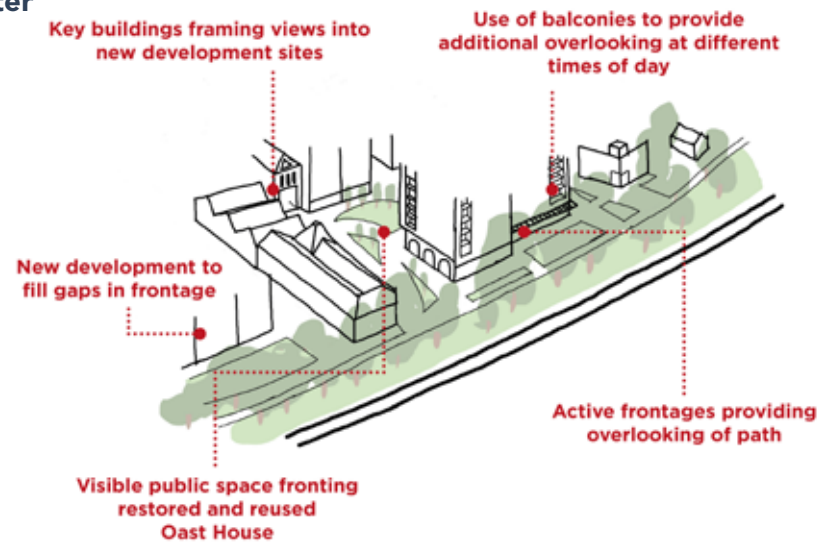 Key buildings framing views into
new development sites
Use of balconies to provide
additional overlooking at different
times of day
New development to
fill gaps in frontage
Active frontages providing
overlooking of path
Visible public space fronting
restored and reused
Oast House